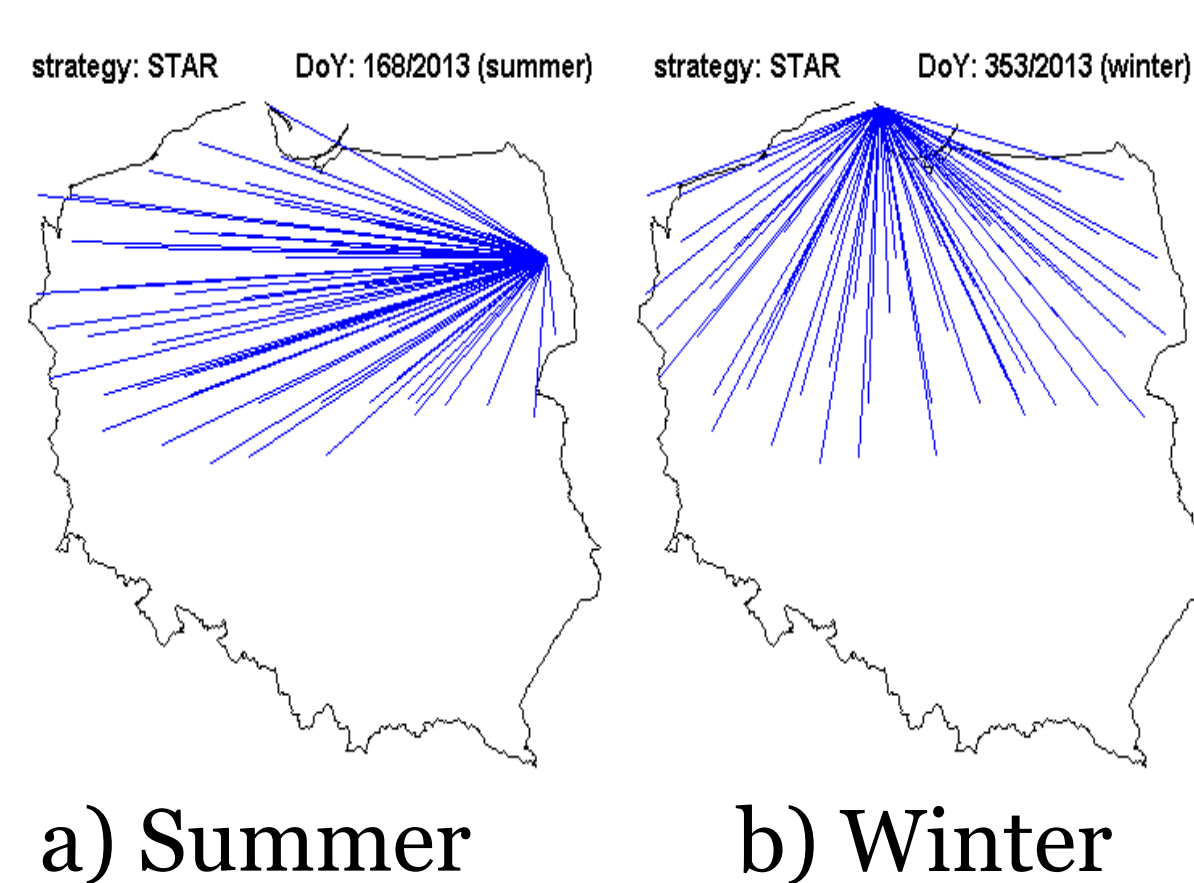 strategy: STAR DoY: 168/2013 (summer)
strategy: STAR DoY: 353/2013 (winter)
a) Summer
b) Winter